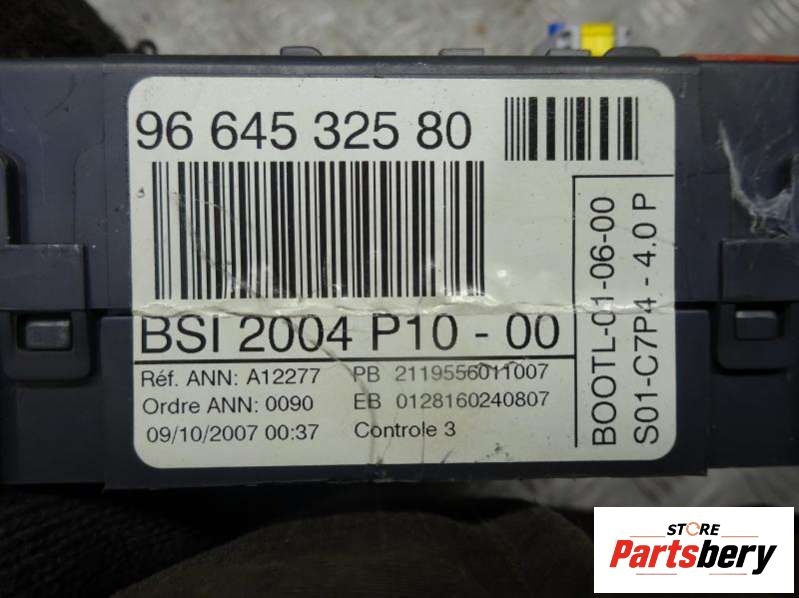 96 645 325 80
BSI 2004 P10 - 00
Réf. ANN: A12277 PB 2119556011007
Ordre ANN: 0090 EB 0128160240807
09/10/2007 00:37 Controle 3
BOOTL-01-06-00
S01-C7P4 - 4.0 P
STORE
Partsbery